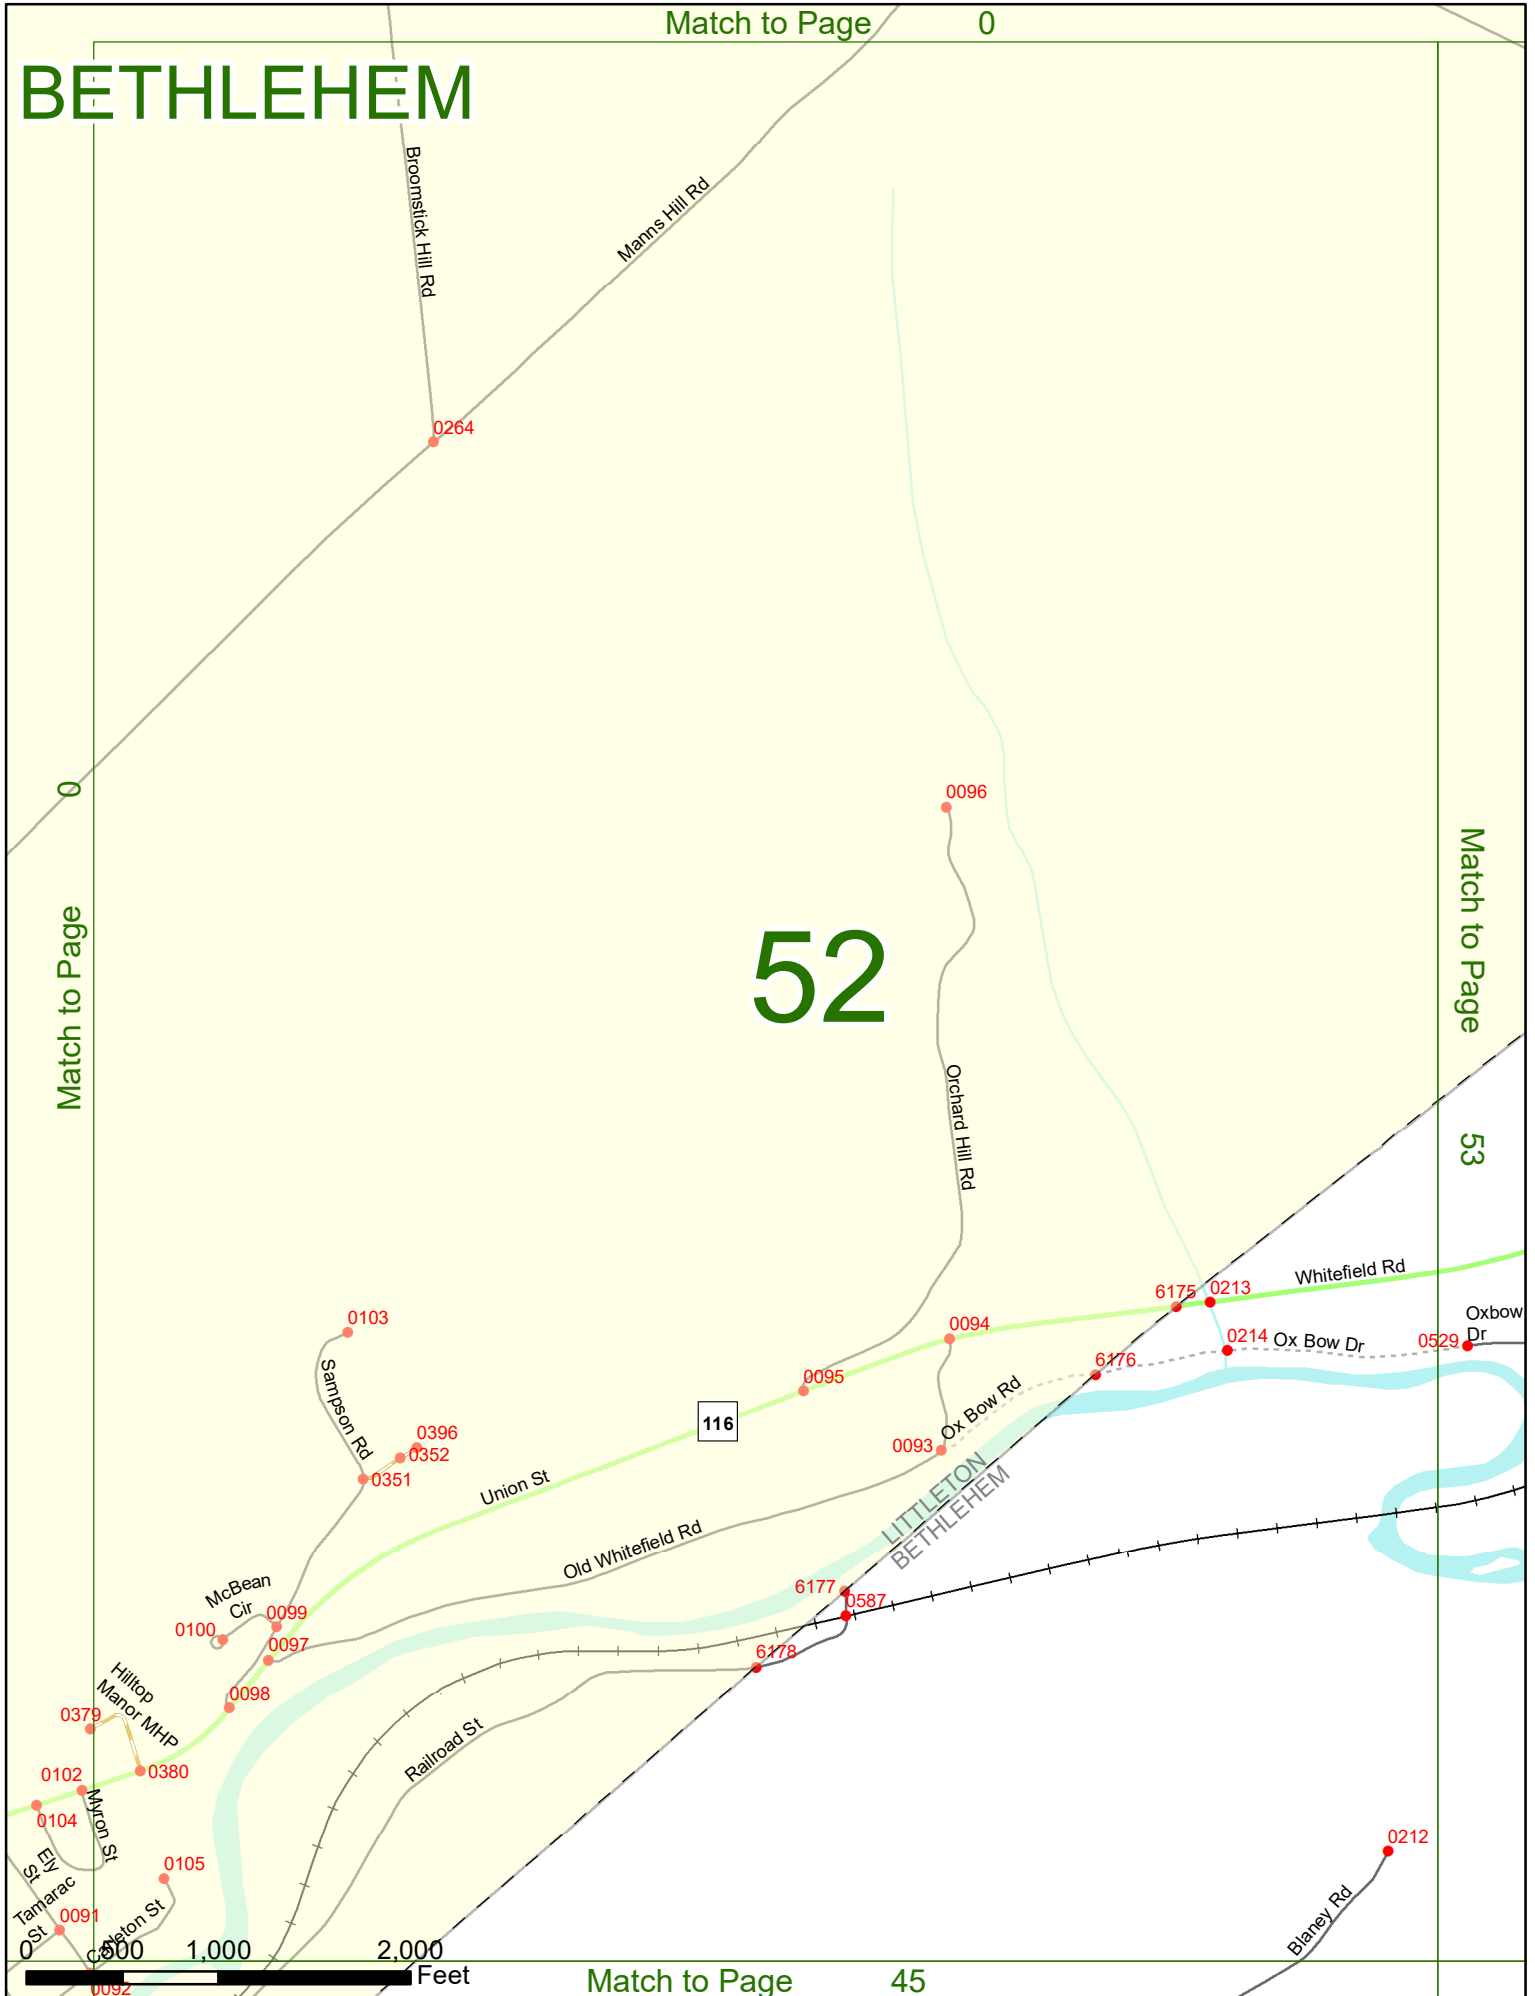 Match to Page 0
BETHLEHEM
Broomstick Hill Rd
Manns Hill Rd
0264
0
Match to Page
0096
52
Match to Page
53
Orchard Hill Rd
Whitefield Rd
6175
0213
Oxbow
Dr
0529
0214
Ox Bow Dr
6176
0094
0103
0095
Sampson Rd
116
Ox Bow Rd
0396
0352
0351
0093
Union St
LITTLETON
BETHLEHEM
Old Whitefield Rd
McBean
Cir
6177
0587
0099
0100
0097
6178
Hilltop
Manor MHP
0098
0379
Railroad St
0380
0102
0104
Myron St
Ely
St
0105
0212
Tamarac
St
0091
Carleton St
Blaney Rd
0 500 1,000 2,000
Feet
0092
Match to Page 45